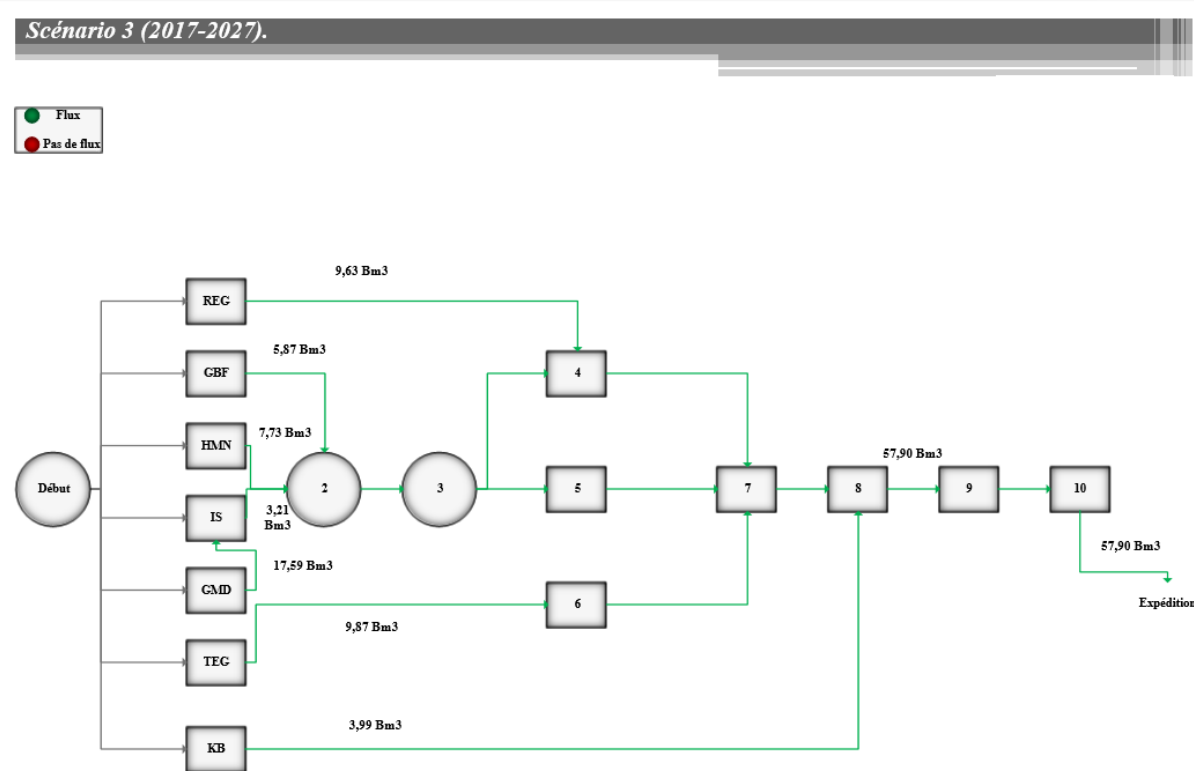 Scénario 3 (2017-2027).
Flux
Pas de flux
9,63 Bm3
REG
5,87 Bm3
GBF
4
7,73 Bm3
HMN
57,90 Bm3
Début
2
3
5
7
8
9
10
IS
3,21
Bm3
57,90 Bm3
17,59 Bm3
GMD
6
Expédition
9,87 Bm3
TEG
3,99 Bm3
KB